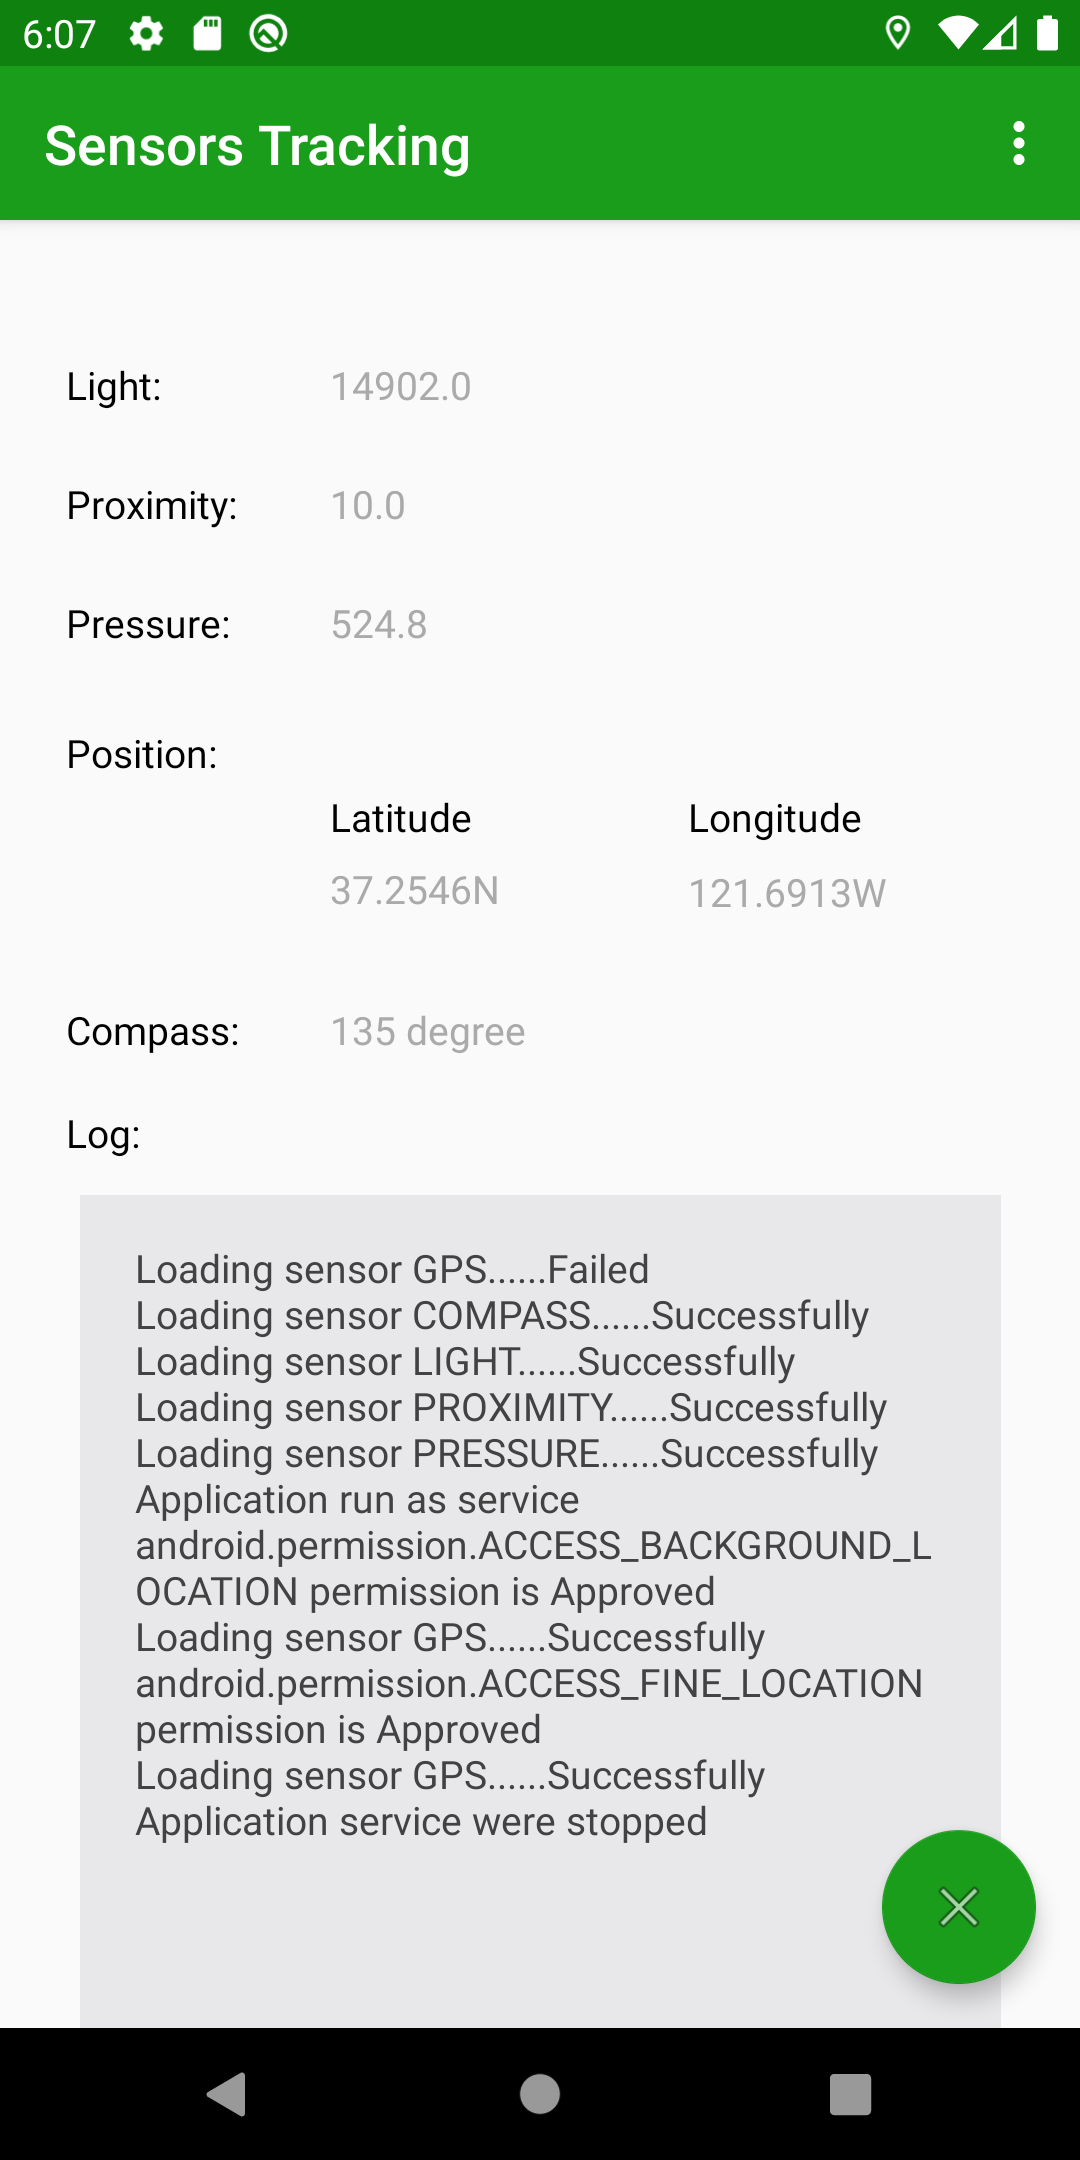 6:07
Sensors Tracking
Light: 14902.0
Proximity: 10.0
Pressure: 524.8
Position:
Latitude Longitude
37.2546N 121.6913W
Compass: 135 degree
Log:
Loading sensor GPS......Failed
Loading sensor COMPASS......Successfully
Loading sensor LIGHT......Successfully
Loading sensor PROXIMITY......Successfully
Loading sensor PRESSURE......Successfully
Application run as service
android.permission.ACCESS_BACKGROUND_L
OCATION permission is Approved
Loading sensor GPS......Successfully
android.permission.ACCESS_FINE_LOCATION
permission is Approved
Loading sensor GPS......Successfully
Application service were stopped